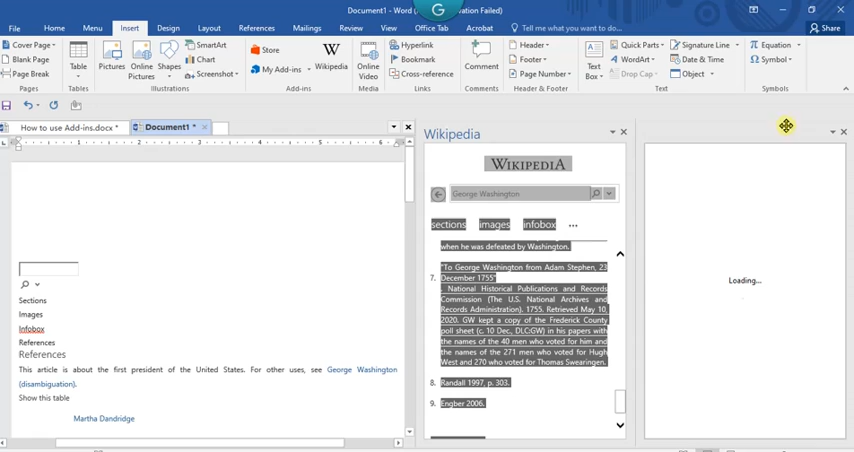 G
Document1 - Word (
ration Failed)
File Home Menu Insert Design Layout References Mailings Review View Office Tab Acrobat Tell me what you want to do... Share
Cover Page
Blank Page
Page Break
Pages
Table
Tables
Pictures
Online
Pictures
Shapes
SmartArt
Chart
Screenshot
Illustrations
Store
My Add-ins
W
Wikipedia
Add-ins
Online
Video
Media
Hyperlink
Bookmark
Cross-reference
Links
Comment
Comments
Header
Footer
Page Number
Header & Footer
Text
Box
Quick Parts
WordArt
Drop Cap
Signature Line
Date & Time
Object
Text
Equation
Symbol
Symbols
How to use Add-ins.docx *
Document1 *
1 2 3 4 5 6
Sections
Images
Infobox
References
References
This article is about the first president of the United States. For other uses, see George Washington
(disambiguation).
Show this table
Martha Dandridge
Wikipedia
WIKIPEDIA
George Washington
sections images infobox ...
when he was defeated by Washington.
7. "To George Washington from Adam Stephen, 23
December 1755"
. National Historical Publications and Records
Commission (The U.S. National Archives and
Records Administration). 1755. Retrieved May 10,
2020. GW kept a copy of the Frederick County
poll sheet (c. 10 Dec., DLC:GW) in his papers with
the names of the 40 men who voted for him and
the names of the 271 men who voted for Hugh
West and 270 who voted for Thomas Swearingen.
8. Randall 1997, p. 303.
9. Engber 2006.
Loading...